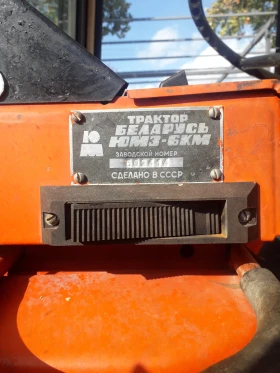 ТРАКТОР
БЕЛАРУСЬ
ЮМЗ-6КМ
ЗАВОДСКОЙ НОМЕР
СДЕЛАНО В СССР